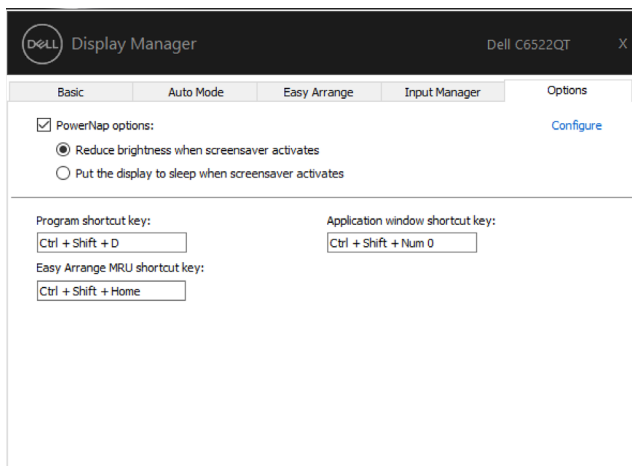 DELL Display Manager Dell C6522QT X
Basic Auto Mode Easy Arrange Input Manager Options
PowerNap options: Configure
Reduce brightness when screensaver activates
Put the display to sleep when screensaver activates
Program shortcut key: Application window shortcut key:
Ctrl + Shift + D Ctrl + Shift + Num 0
Easy Arrange MRU shortcut key:
Ctrl + Shift + Home